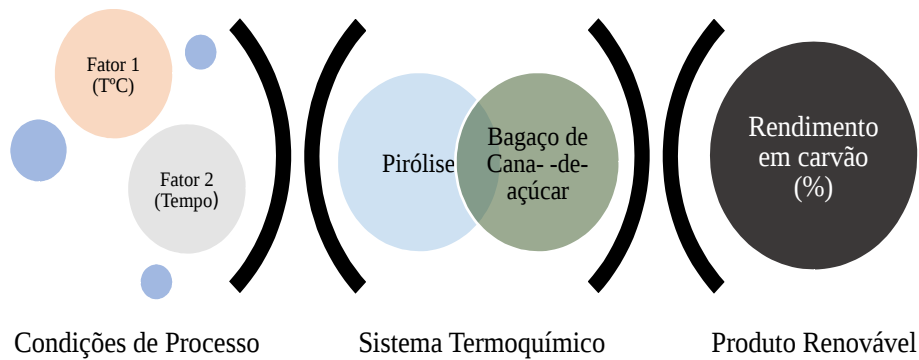 Fator 1
(TºC)
Fator 2
(Tempo)
Pirólise
Bagaço de
Cana- -de-
açúcar
Rendimento
em carvão
(%)
Condições de Processo
Sistema Termoquímico
Produto Renovável